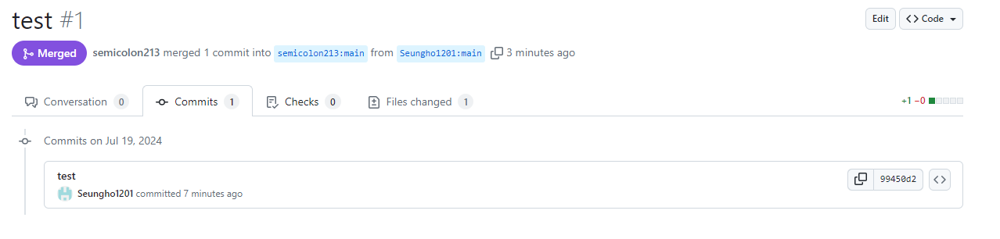 test #1
Edit
Code
Merged semicolon213 merged 1 commit into semicolon213:main from Seungho1201:main 3 minutes ago
Conversation 0 Commits 1 Checks 0 Files changed 1 +1 −0
Commits on Jul 19, 2024
test
Seungho1201 committed 7 minutes ago
99450d2